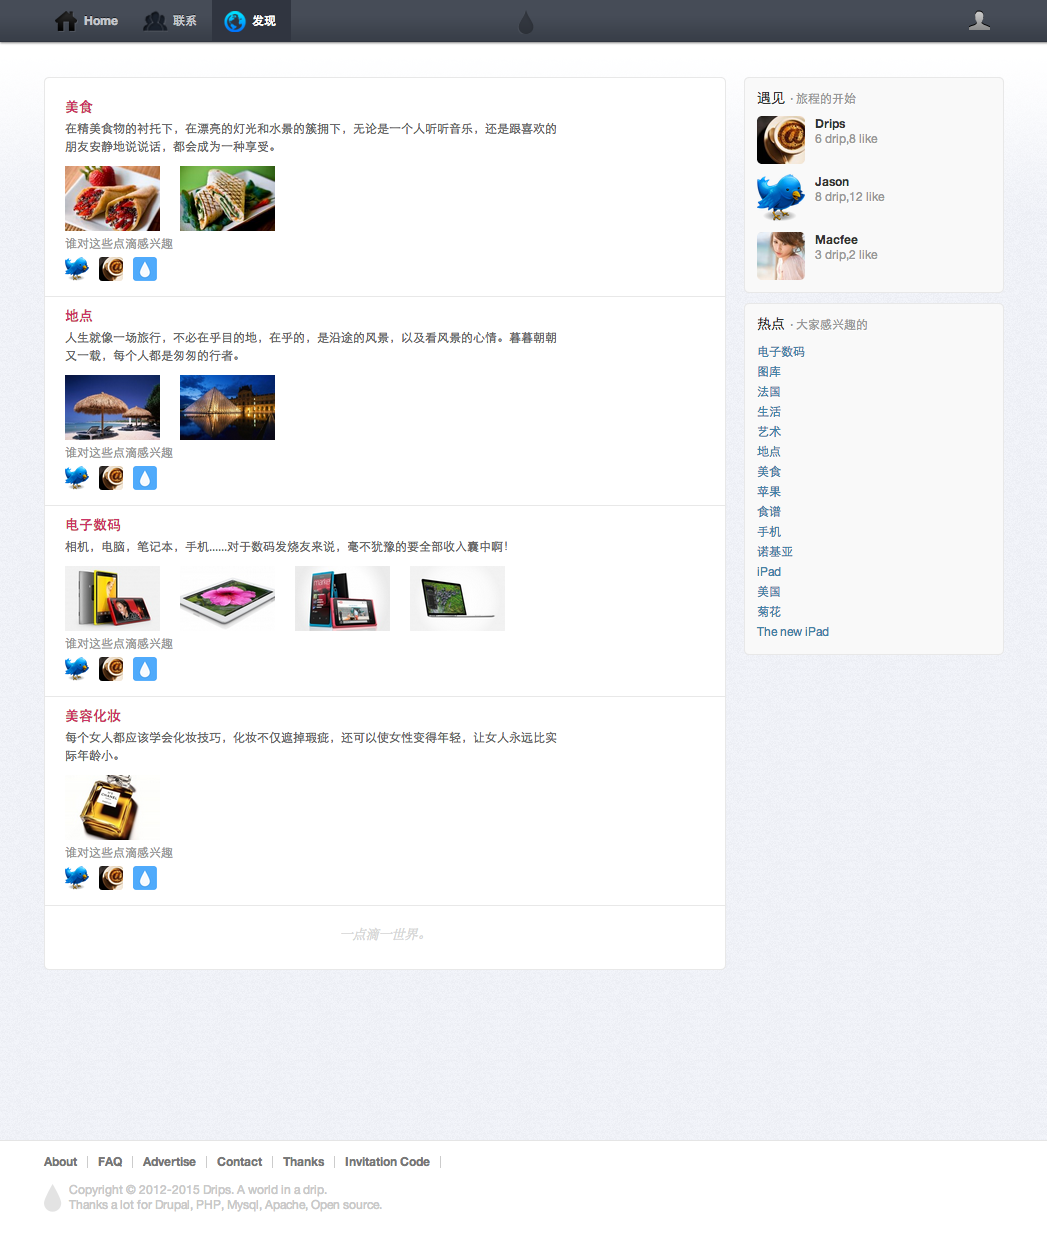 Home
联系
发现
美食
在精美食物的衬托下，在漂亮的灯光和水景的簇拥下，无论是一个人听听音乐，还是跟喜欢的
朋友安静地说说话，都会成为一种享受。
谁对这些点滴感兴趣
地点
人生就像一场旅行，不必在乎目的地，在乎的，是沿途的风景，以及看风景的心情。暮暮朝朝
又一载，每个人都是匆匆的行者。
谁对这些点滴感兴趣
电子数码
相机，电脑，笔记本，手机......对于数码发烧友来说，毫不犹豫的要全部收入囊中啊！
谁对这些点滴感兴趣
美容化妆
每个女人都应该学会化妆技巧，化妆不仅遮掉瑕疵，还可以使女性变得年轻，让女人永远比实
际年龄小。
谁对这些点滴感兴趣
一点滴一世界。
遇见 · 旅程的开始
Drips
6 drip,8 like
Jason
8 drip,12 like
Macfee
3 drip,2 like
热点 · 大家感兴趣的
电子数码
图库
法国
生活
艺术
地点
美食
苹果
食谱
手机
诺基亚
iPad
美国
菊花
The new iPad
About
FAQ
Advertise
Contact
Thanks
Invitation Code
Copyright © 2012-2015 Drips. A world in a drip.
Thanks a lot for Drupal, PHP, Mysql, Apache, Open source.